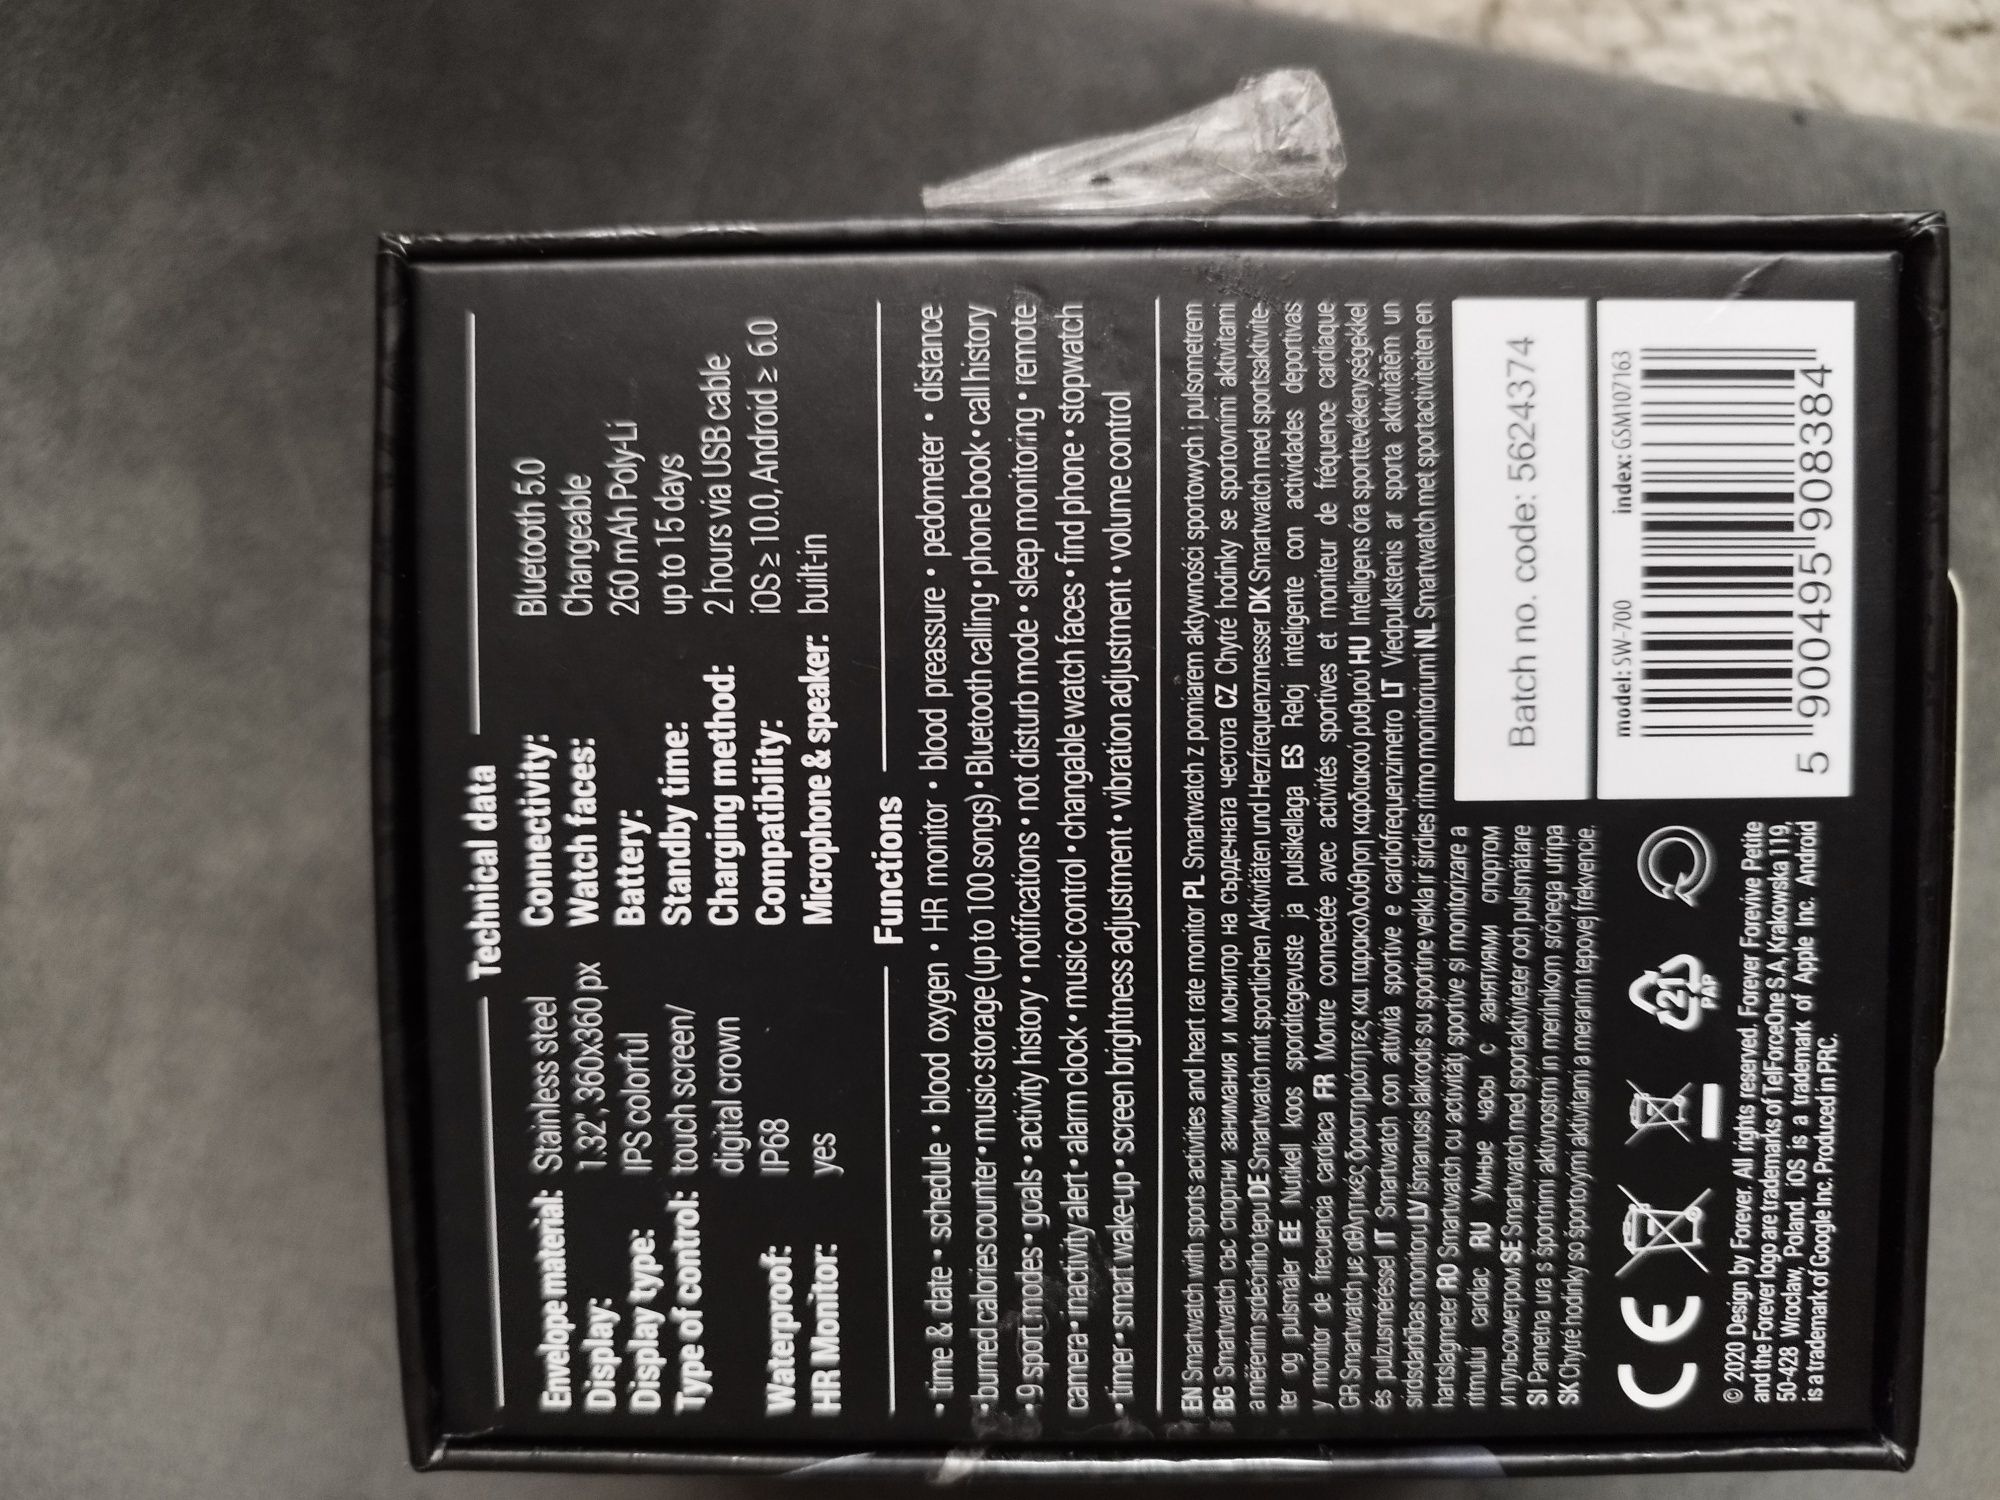 Technical data
Envelope material: Stainless steel
Display: 1.32", 360x360 px
Display type: IPS colorful
Type of control: touch screen/
digital crown
Waterproof: IP68
HR Monitor: yes
Connectivity: Bluetooth 5.0
Watch faces: Changeable
Battery: 260 mAh Poly-Li
Standby time: up to 15 days
Charging method: 2 hours via USB cable
Compatibility: iOS ≥ 10.0, Android ≥ 6.0
Microphone & speaker: built-in
Functions
• time & date • schedule • blood oxygen • HR monitor • blood preassure • pedometer • distance
• burned calories counter • music storage (up to 100 songs) • Bluetooth calling • phone book • call history
• 9 sport modes • goals • activity history • notifications • not disturb mode • sleep monitoring • remote
camera • inactivity alert • alarm clock • music control • changable watch faces • find phone • stopwatch
• timer • smart wake-up • screen brightness adjustment • vibration adjustment • volume control
EN Smartwatch with sports activities and heart rate monitor PL Smartwatch z pomiarem aktywności sportowych i pulsometrem
BG Smartwatch със спортни занимания и монитор на сърдечната честота CZ Chytré hodinky se sportovními aktivitami
a měřením srdečního tepu DE Smartwatch mit sportlichen Aktivitäten und Herzfrequenzmesser DK Smartwatch med sportsaktivite-
ter og pulsmåler EE Nutikell koos sporditegevuste ja pulsikellaga ES Reloj inteligente con actividades deportivas
y monitor de frecuencia cardíaca FR Montre connectée avec activités sportives et moniteur de fréquence cardiaque
GR Smartwatch με αθλητικές δραστηριότητες και παρακολούθηση καρδιακού ρυθμού HU Intelligens óra sporttevékenységekkel
és pulzusméréssel IT Smartwatch con attività sportive e cardiofrequenzimetro LT Viedpulkstenis ar sporta aktivitātēm un
sirdsdarbības monitoru LV Išmanusis laikrodis su sportine veikla ir širdies ritmo monitoriumi NL Smartwatch met sportactiviteiten en
hartslagmeter RO Smartwatch cu activități sportive și monitorizare a
ritmului cardiac RU Умные часы с занятиями спортом
и пульсометром SE Smartwatch med sportaktiviteter och pulsmätare
SI Pametna ura s športnimi aktivnostmi in merilnikom srčnega utripa
SK Chytré hodinky so športovými aktivitami a meraním tepovej frekvencie.
Batch no. code: 5624374
model: SW-700 index: GSM107163
5 900495 908384
CE
21
PAP
© 2020 Design by Forever. All rights reserved. Forever Forevive Petite
and the Forever logo are trademarks of TelForceOne S.A, Krakowska 119,
50-428 Wroclaw, Poland. iOS is a trademark of Apple Inc. Android
is a trademark of Google Inc. Produced in PRC.